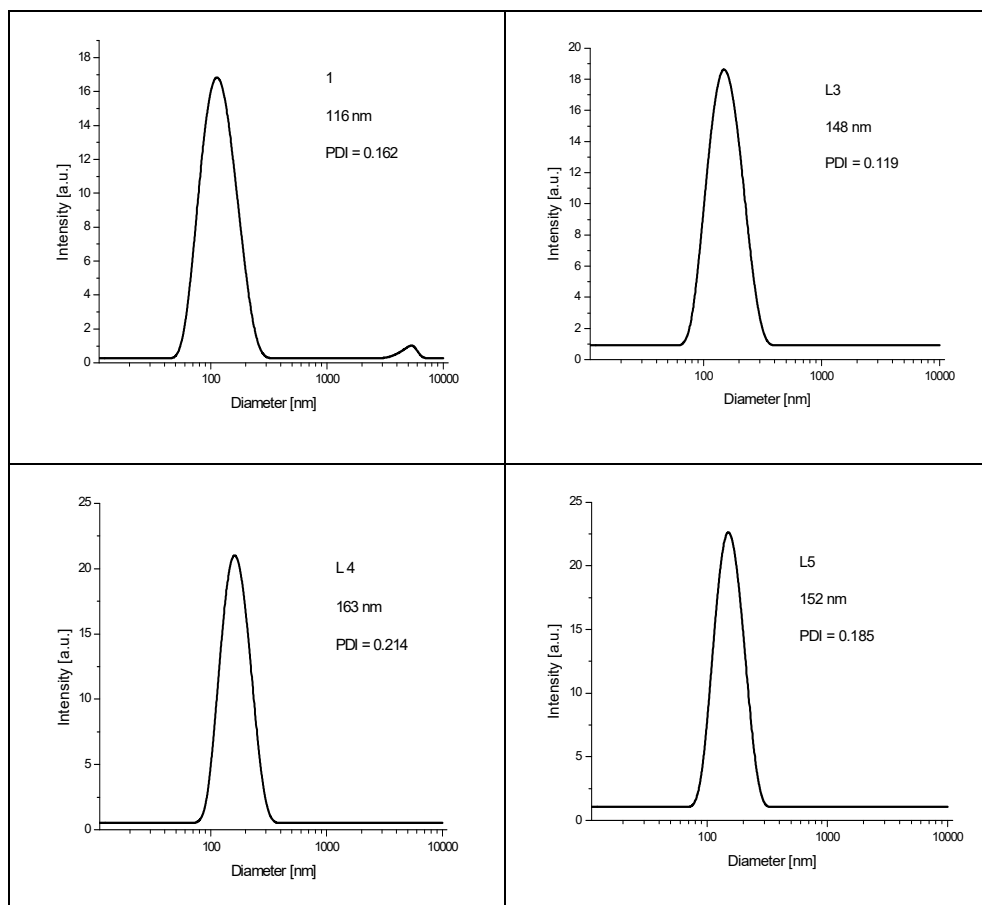 18
16
14
12
10
8
6
4
2
0
Intensity [a.u.]
1
116 nm
PDI = 0.162
100 1000 10000
Diameter [nm]
20
18
16
14
12
10
8
6
4
2
0
Intensity [a.u.]
L3
148 nm
PDI = 0.119
100 1000 10000
Diameter [nm]
25
20
15
10
5
0
Intensity [a.u.]
L 4
163 nm
PDI = 0.214
100 1000 10000
Diameter [nm]
25
20
15
10
5
0
Intensity [a.u.]
L5
152 nm
PDI = 0.185
100 1000 10000
Diameter [nm]